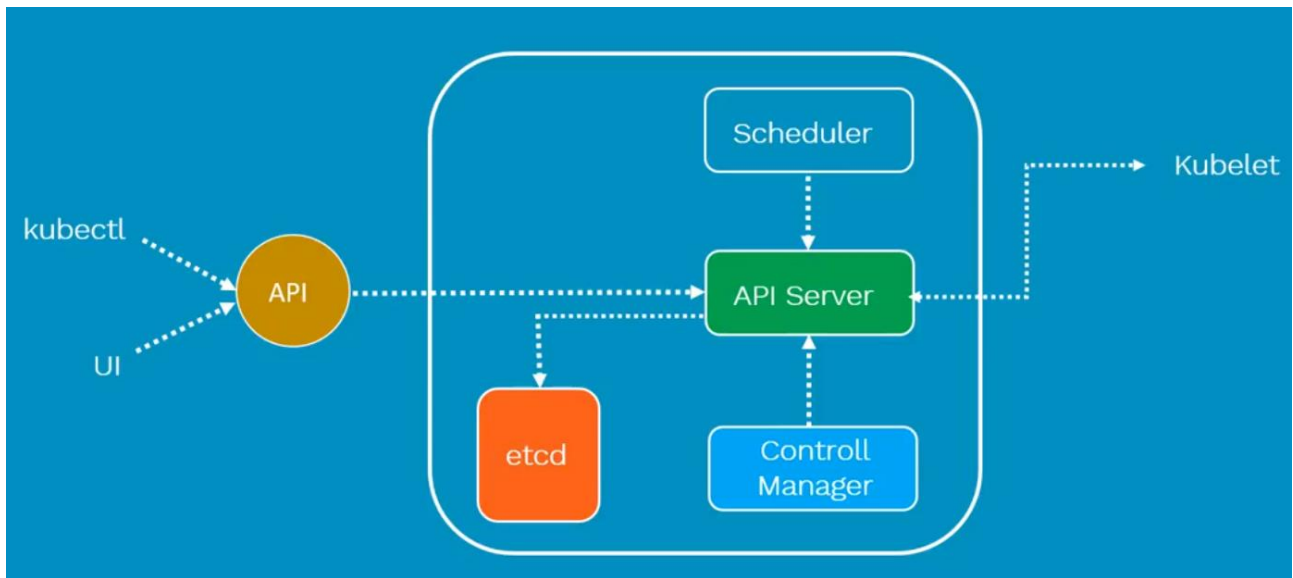 Scheduler
Kubelet
kubectl
API
API Server
UI
etcd
Controll
Manager